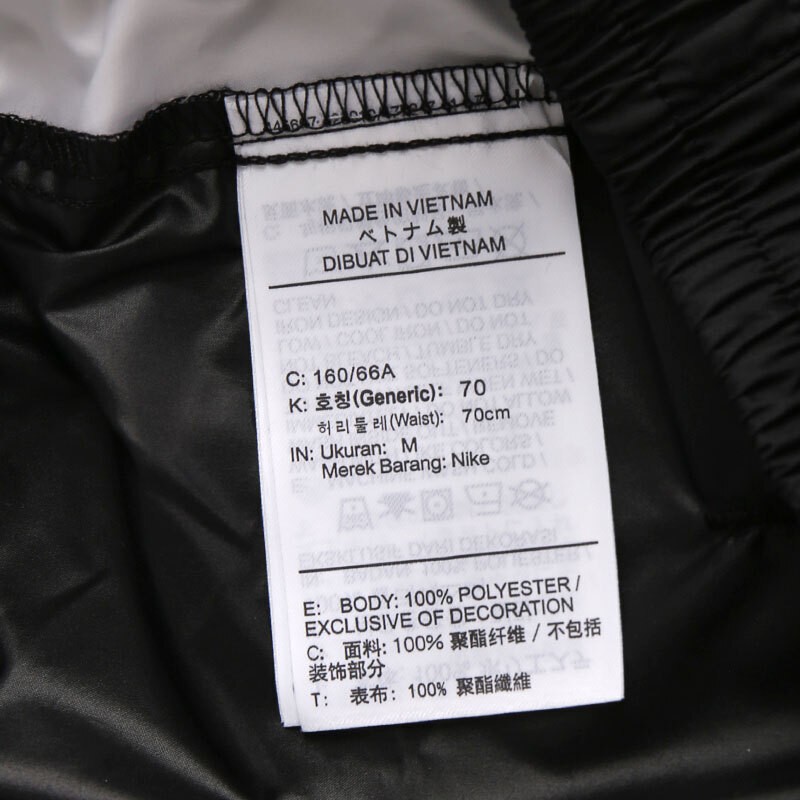 MADE IN VIETNAM
ベトナム製
DIBUAT DI VIETNAM
C: 160/66A
K: 호칭(Generic): 70
허리둘레(Waist): 70cm
IN: Ukuran: M
Merek Barang: Nike
E: BODY: 100% POLYESTER /
EXCLUSIVE OF DECORATION
C: 面料: 100% 聚酯纤维 / 不包括
装饰部分
T: 表布: 100% 聚酯纖維